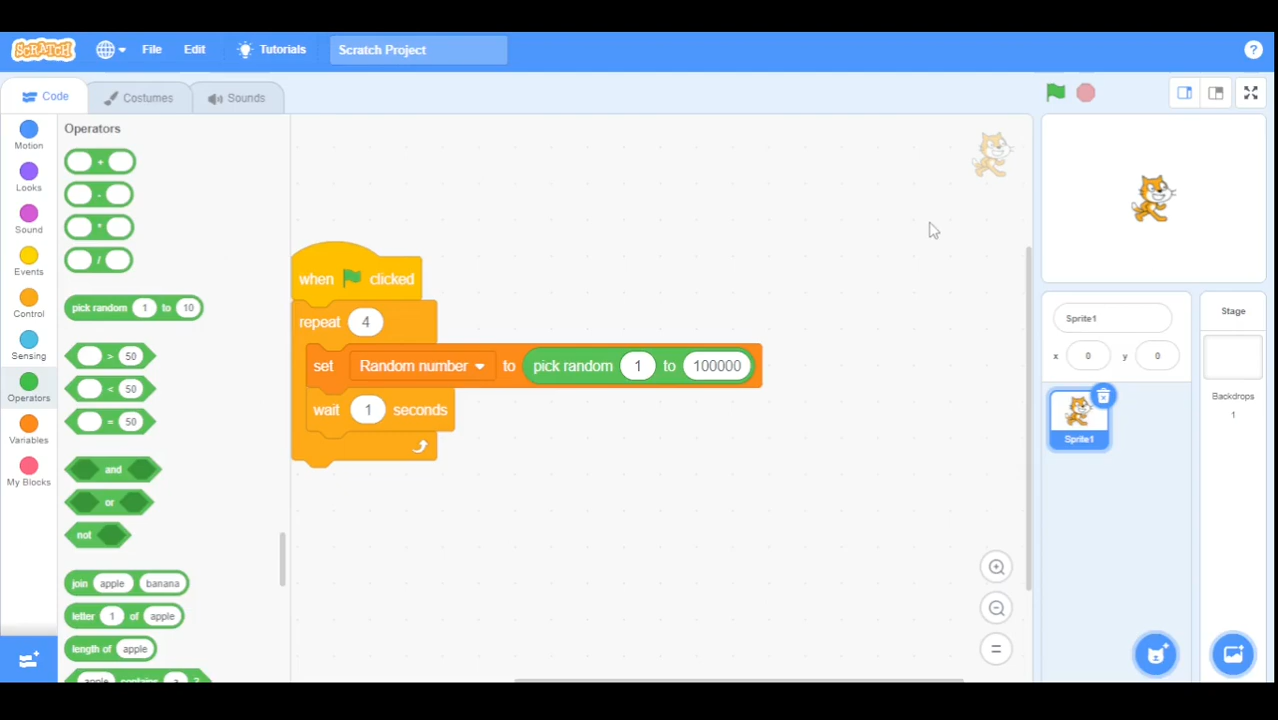 SCRATCH File Edit Tutorials Scratch Project ?
Code Costumes Sounds
Motion
Looks
Sound
Events
Control
Sensing
Operators
Variables
My Blocks
Operators
+
-
*
/
pick random 1 to 10
> 50
< 50
= 50
and
or
not
join apple banana
letter 1 of apple
length of apple
apple contains a ?
when clicked
repeat 4
set Random number to pick random 1 to 100000
wait 1 seconds
=
Sprite1
x 0 y 0
Sprite1
Stage
Backdrops
1